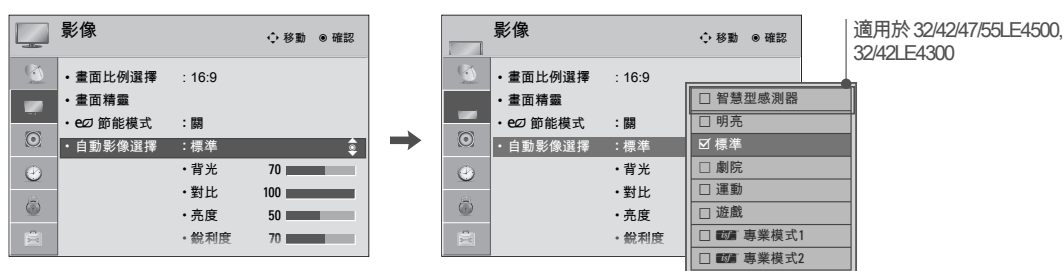 影像
移動 確認
• 畫面比例選擇 : 16:9
• 畫面精靈
• 節能模式 : 關
• 自動影像選擇 : 標準
• 背光 70
• 對比 100
• 亮度 50
• 銳利度 70
影像
移動 確認
• 畫面比例選擇 : 16:9
• 畫面精靈
• 節能模式 : 關
• 自動影像選擇 : 標準
• 背光
• 對比
• 亮度
• 銳利度
智慧型感測器
明亮
標準
劇院
運動
遊戲
專業模式1
專業模式2
適用於 32/42/47/55LE4500,
32/42LE4300